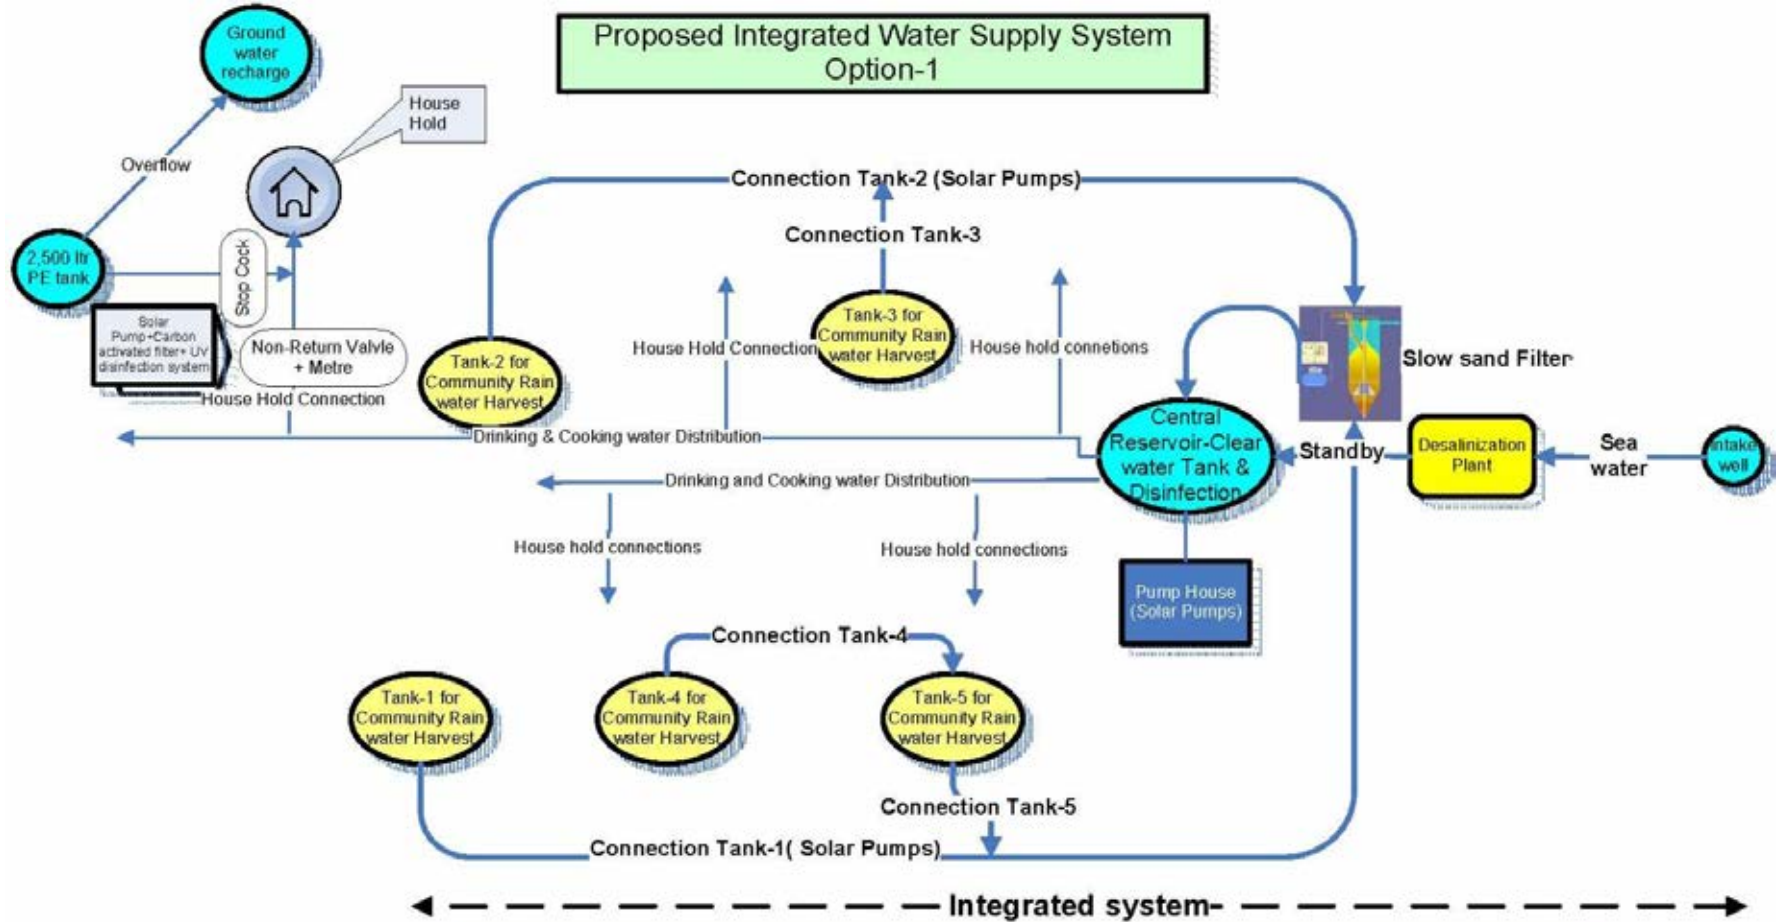 Proposed Integrated Water Supply System
Option-1
Ground
water
recharge
House
Hold
Overflow
2,500 ltr
PE tank
Stop Cock
Solar
Pump+Carbon
activated filter+ UV
disinfection system
Non-Return Valvle
+ Metre
House Hold Connection
Connection Tank-2 (Solar Pumps)
Connection Tank-3
Tank-3 for
Community Rain
water Harvest
House Hold Connection
House hold connetions
Tank-2 for
Community Rain
water Harvest
Slow sand Filter
Central
Reservoir-Clear
water Tank &
Disinfection
Standby
Desalinization
Plant
Sea
water
Intake
well
Drinking & Cooking water Distribution
Drinking and Cooking water Distribution
House hold connections
House hold connections
Pump House
(Solar Pumps)
Connection Tank-4
Tank-1 for
Community Rain
water Harvest
Tank-4 for
Community Rain
water Harvest
Tank-5 for
Community Rain
water Harvest
Connection Tank-5
Connection Tank-1( Solar Pumps)
Integrated system